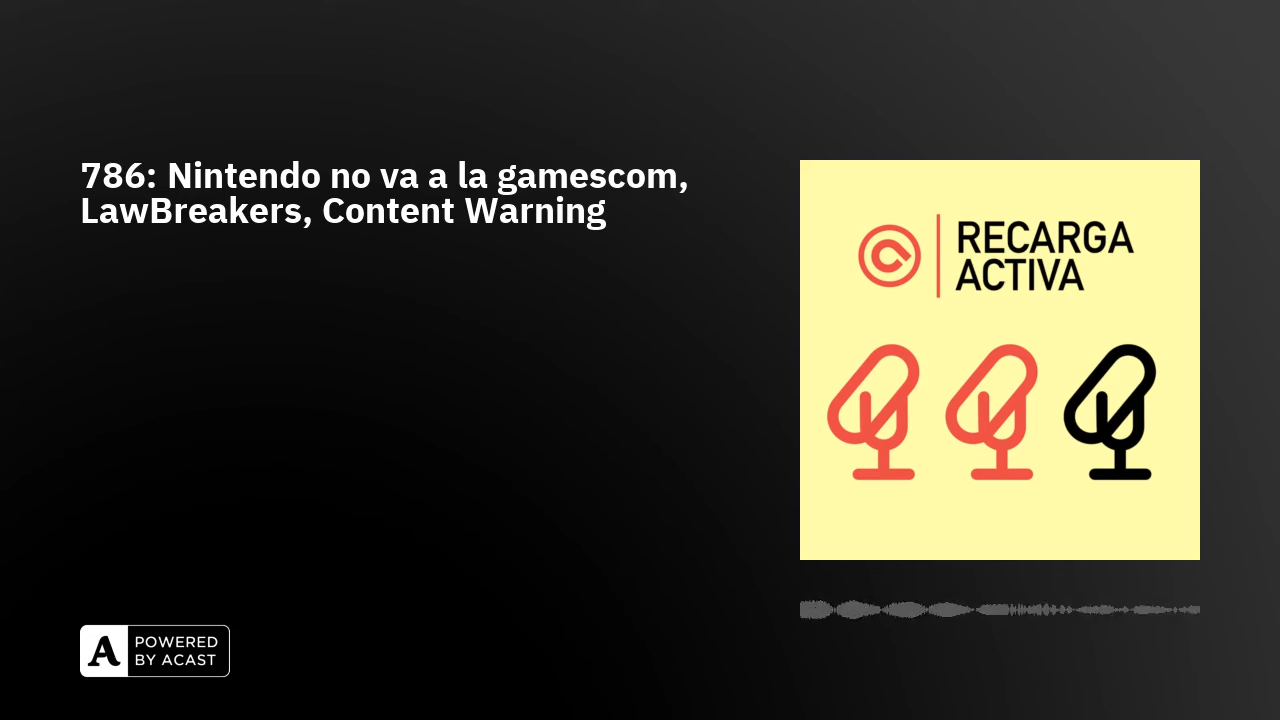 786: Nintendo no va a la gamescom,
LawBreakers, Content Warning
RECARGA
ACTIVA
A POWERED
BY ACAST